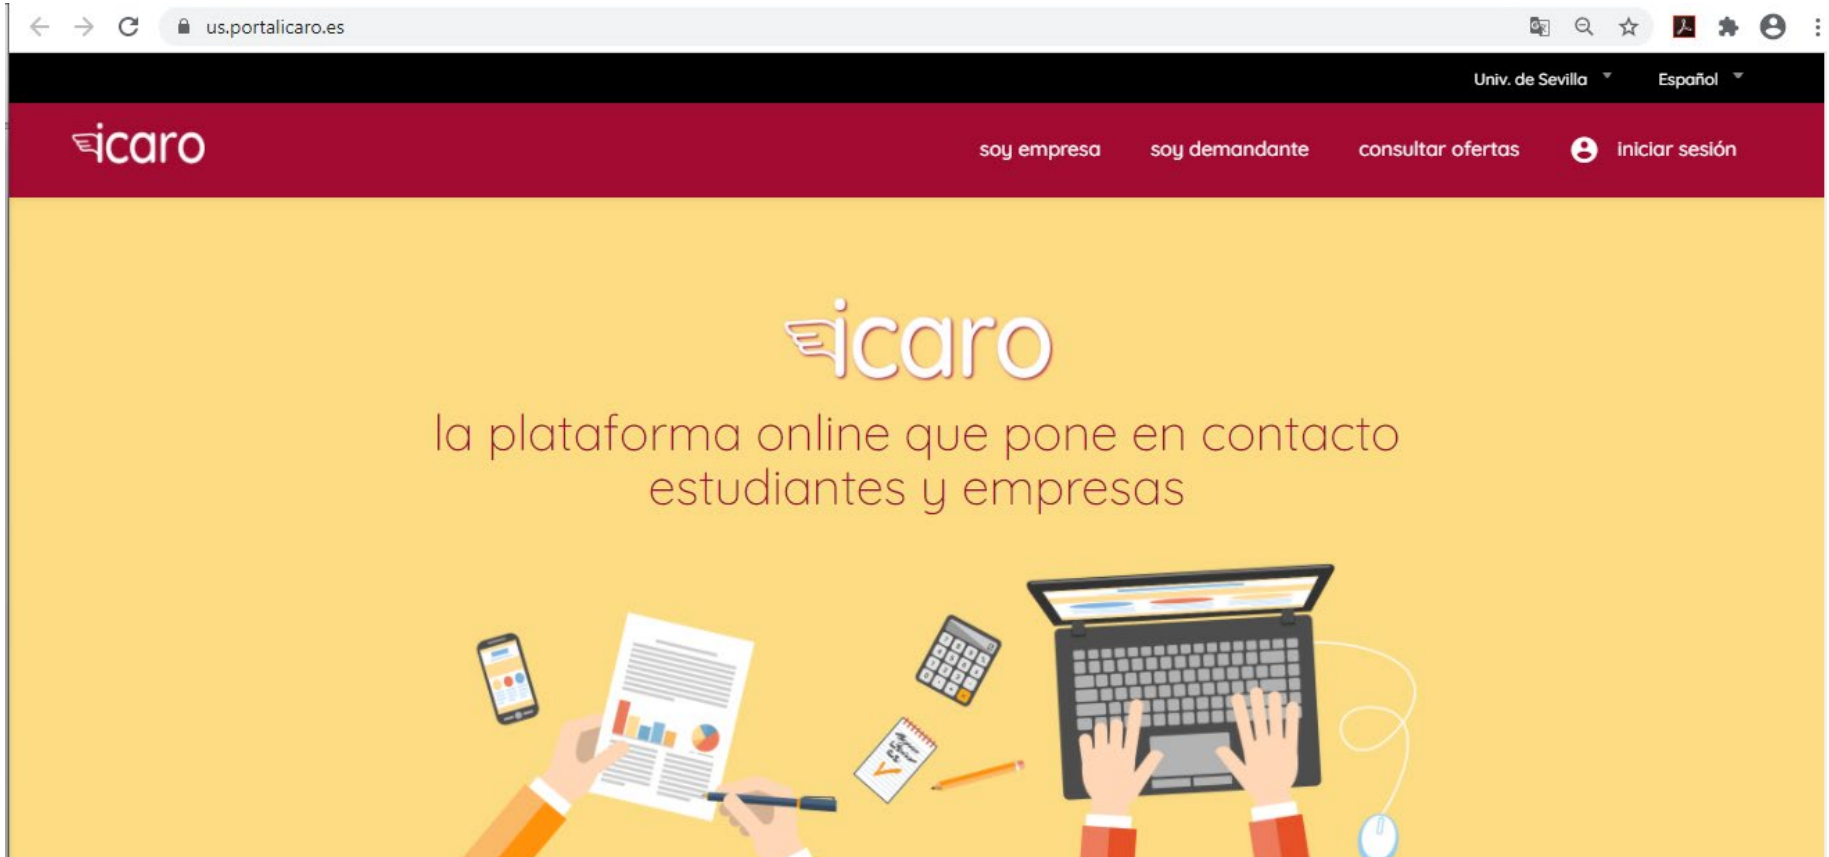 us.portalicaro.es
Univ. de Sevilla Español
icaro soy empresa soy demandante consultar ofertas iniciar sesión
icaro
la plataforma online que pone en contacto
estudiantes y empresas